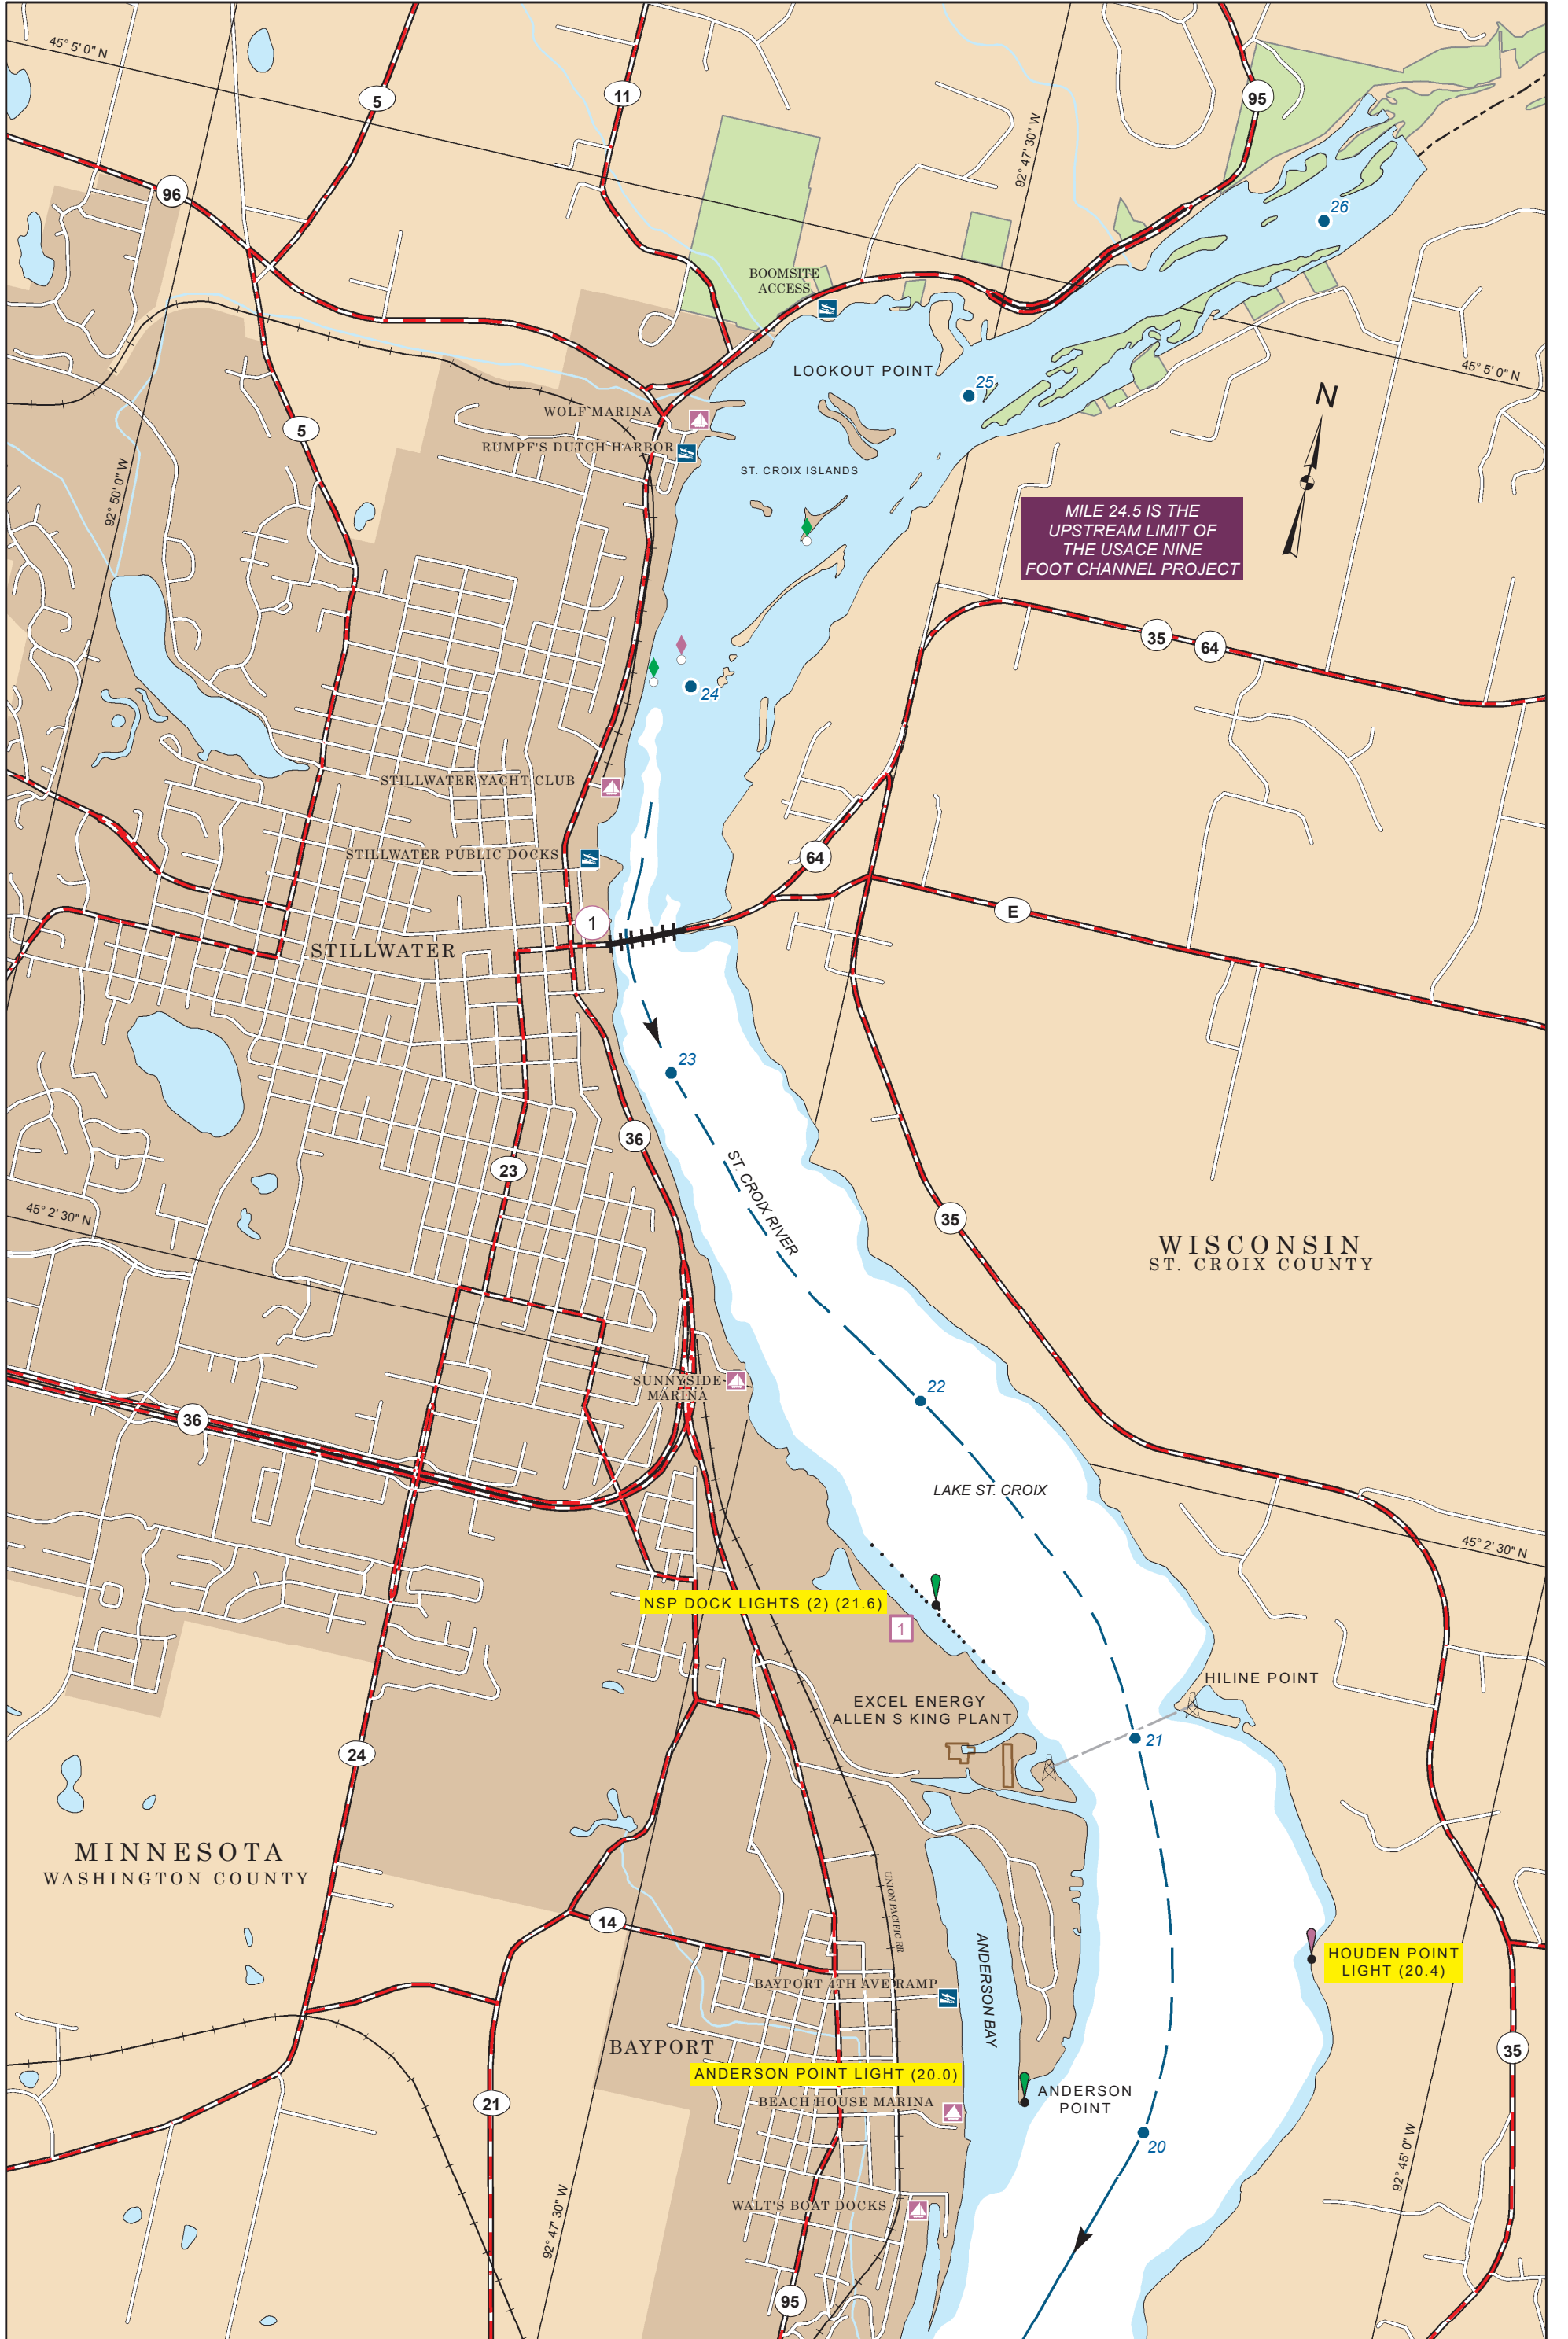 45° 5' 0" N
5
11
95
92° 47' 30" W
96
26
BOOMSITE
ACCESS
LOOKOUT POINT
25
45° 5' 0" N
N
WOLF MARINA
RUMPF'S DUTCH HARBOR
5
92° 50' 0" W
ST. CROIX ISLANDS
MILE 24.5 IS THE
UPSTREAM LIMIT OF
THE USACE NINE
FOOT CHANNEL PROJECT
35
64
24
STILLWATER YACHT CLUB
STILLWATER PUBLIC DOCKS
64
1
E
STILLWATER
23
36
23
ST. CROIX RIVER
45° 2' 30" N
35
WISCONSIN
ST. CROIX COUNTY
SUNNYSIDE
MARINA
22
36
LAKE ST. CROIX
45° 2' 30" N
NSP DOCK LIGHTS (2) (21.6)
1
HILINE POINT
EXCEL ENERGY
ALLEN S KING PLANT
21
24
MINNESOTA
WASHINGTON COUNTY
14
UNION PACIFIC RR
ANDERSON BAY
HOUDEN POINT
LIGHT (20.4)
BAYPORT 4TH AVE RAMP
BAYPORT
35
ANDERSON POINT LIGHT (20.0)
21
BEACH HOUSE MARINA
ANDERSON
POINT
20
92° 45' 0" W
WALT'S BOAT DOCKS
92° 47' 30" W
95